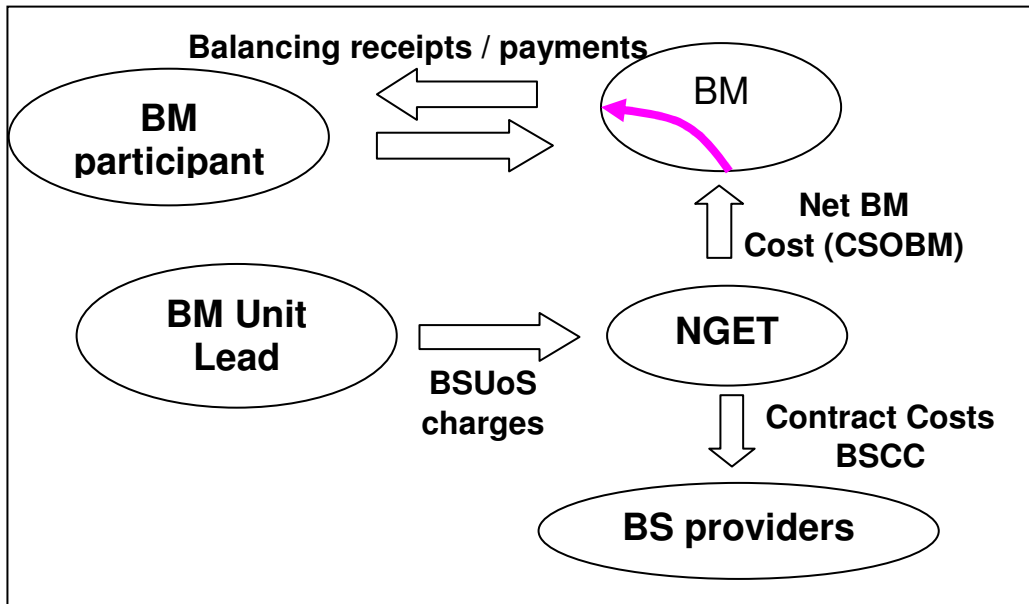 Balancing receipts / payments
BM
participant
BM
Net BM
Cost (CSOBM)
BM Unit
Lead
BSUoS
charges
NGET
Contract Costs
BSCC
BS providers